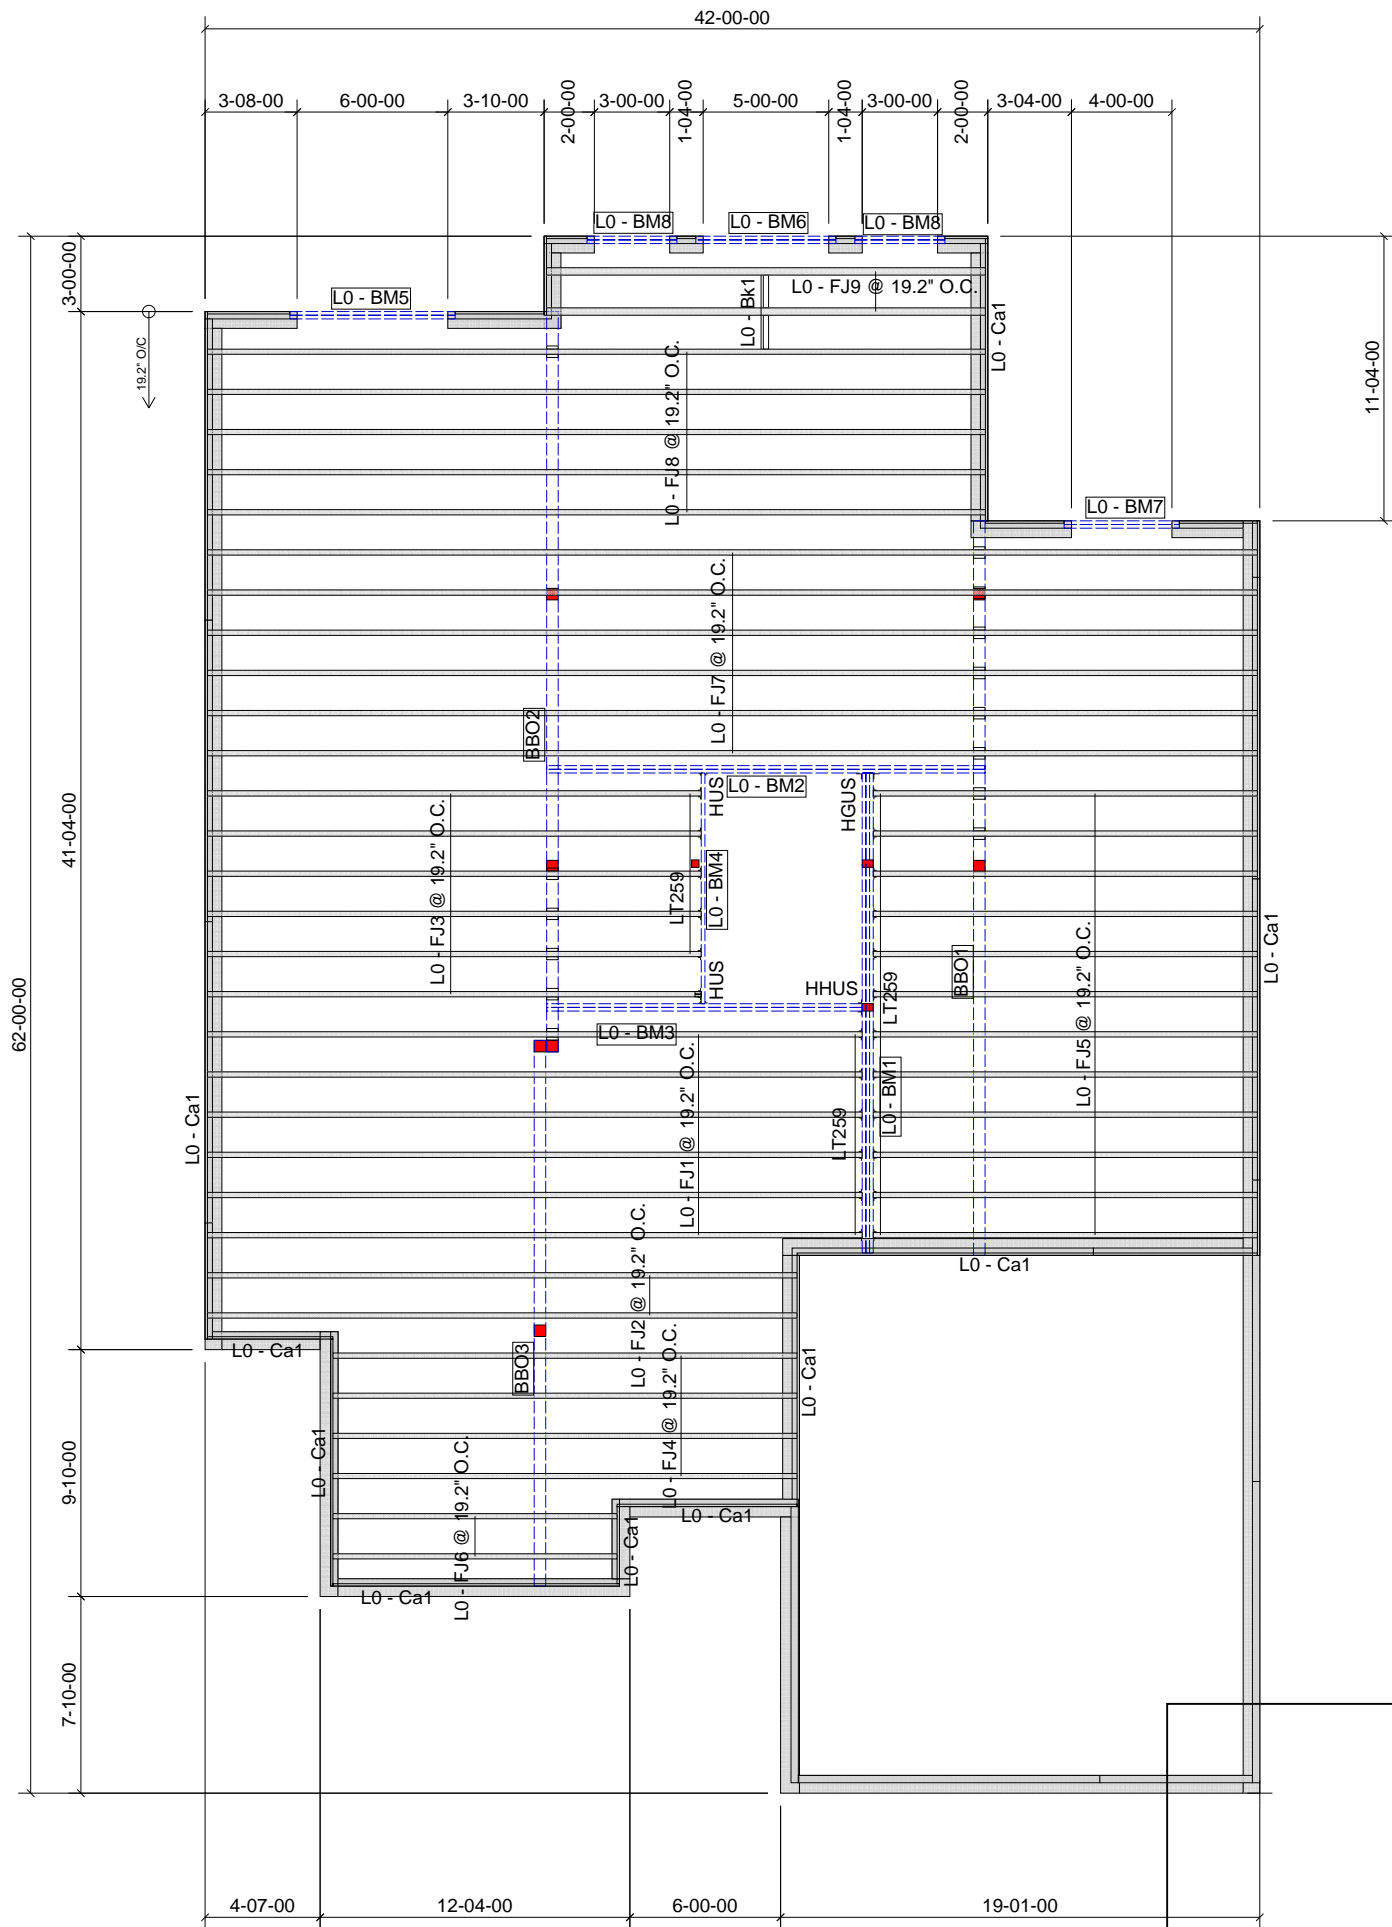 42-00-00
3-08-00
6-00-00
3-10-00
2-00-00
3-00-00
1-04-00
5-00-00
1-04-00
3-00-00
2-00-00
3-04-00
4-00-00
L0 - BM8
L0 - BM6
L0 - BM8
3-00-00
L0 - BM5
L0 - Bk1
L0 - FJ9 @ 19.2" O.C.
L0 - Ca1
19.2" O/C
11-04-00
L0 - FJ8 @ 19.2" O.C.
L0 - BM7
L0 - FJ7 @ 19.2" O.C.
BBO2
L0 - BM2
HUS
HGUS
41-04-00
L0 - FJ3 @ 19.2" O.C.
LT259
L0 - BM4
L0 - Ca1
HUS
HHUS
LT259
BBO1
L0 - FJ5 @ 19.2" O.C.
62-00-00
L0 - BM3
L0 - Ca1
L0 - FJ1 @ 19.2" O.C.
LT259
L0 - BM1
L0 - Ca1
L0 - FJ2 @ 19.2" O.C.
L0 - Ca1
BBO3
L0 - FJ4 @ 19.2" O.C.
L0 - Ca1
9-10-00
L0 - Ca1
L0 - FJ6 @ 19.2" O.C.
L0 - Ca1
L0 - Ca1
L0 - Ca1
7-10-00
4-07-00
12-04-00
6-00-00
19-01-00